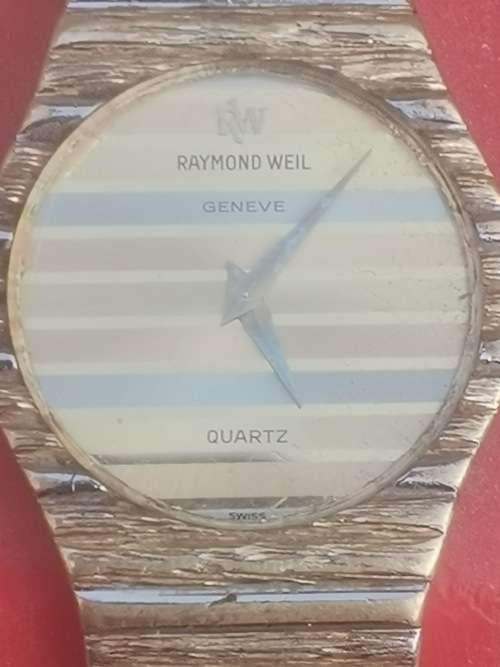 RW
RAYMOND WEIL
GENEVE
QUARTZ
SWISS